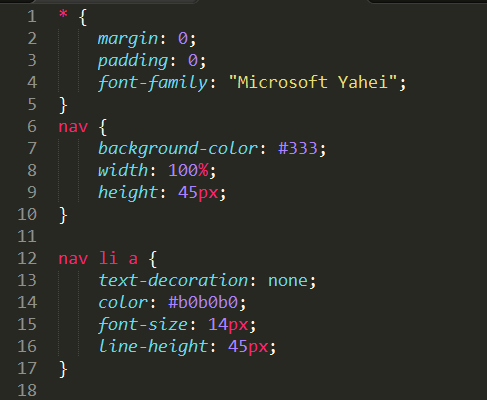 1 * {
2 margin: 0;
3 padding: 0;
4 font-family: "Microsoft Yahei";
5 }
6 nav {
7 background-color: #333;
8 width: 100%;
9 height: 45px;
10 }
11
12 nav li a {
13 text-decoration: none;
14 color: #b0b0b0;
15 font-size: 14px;
16 line-height: 45px;
17 }
18